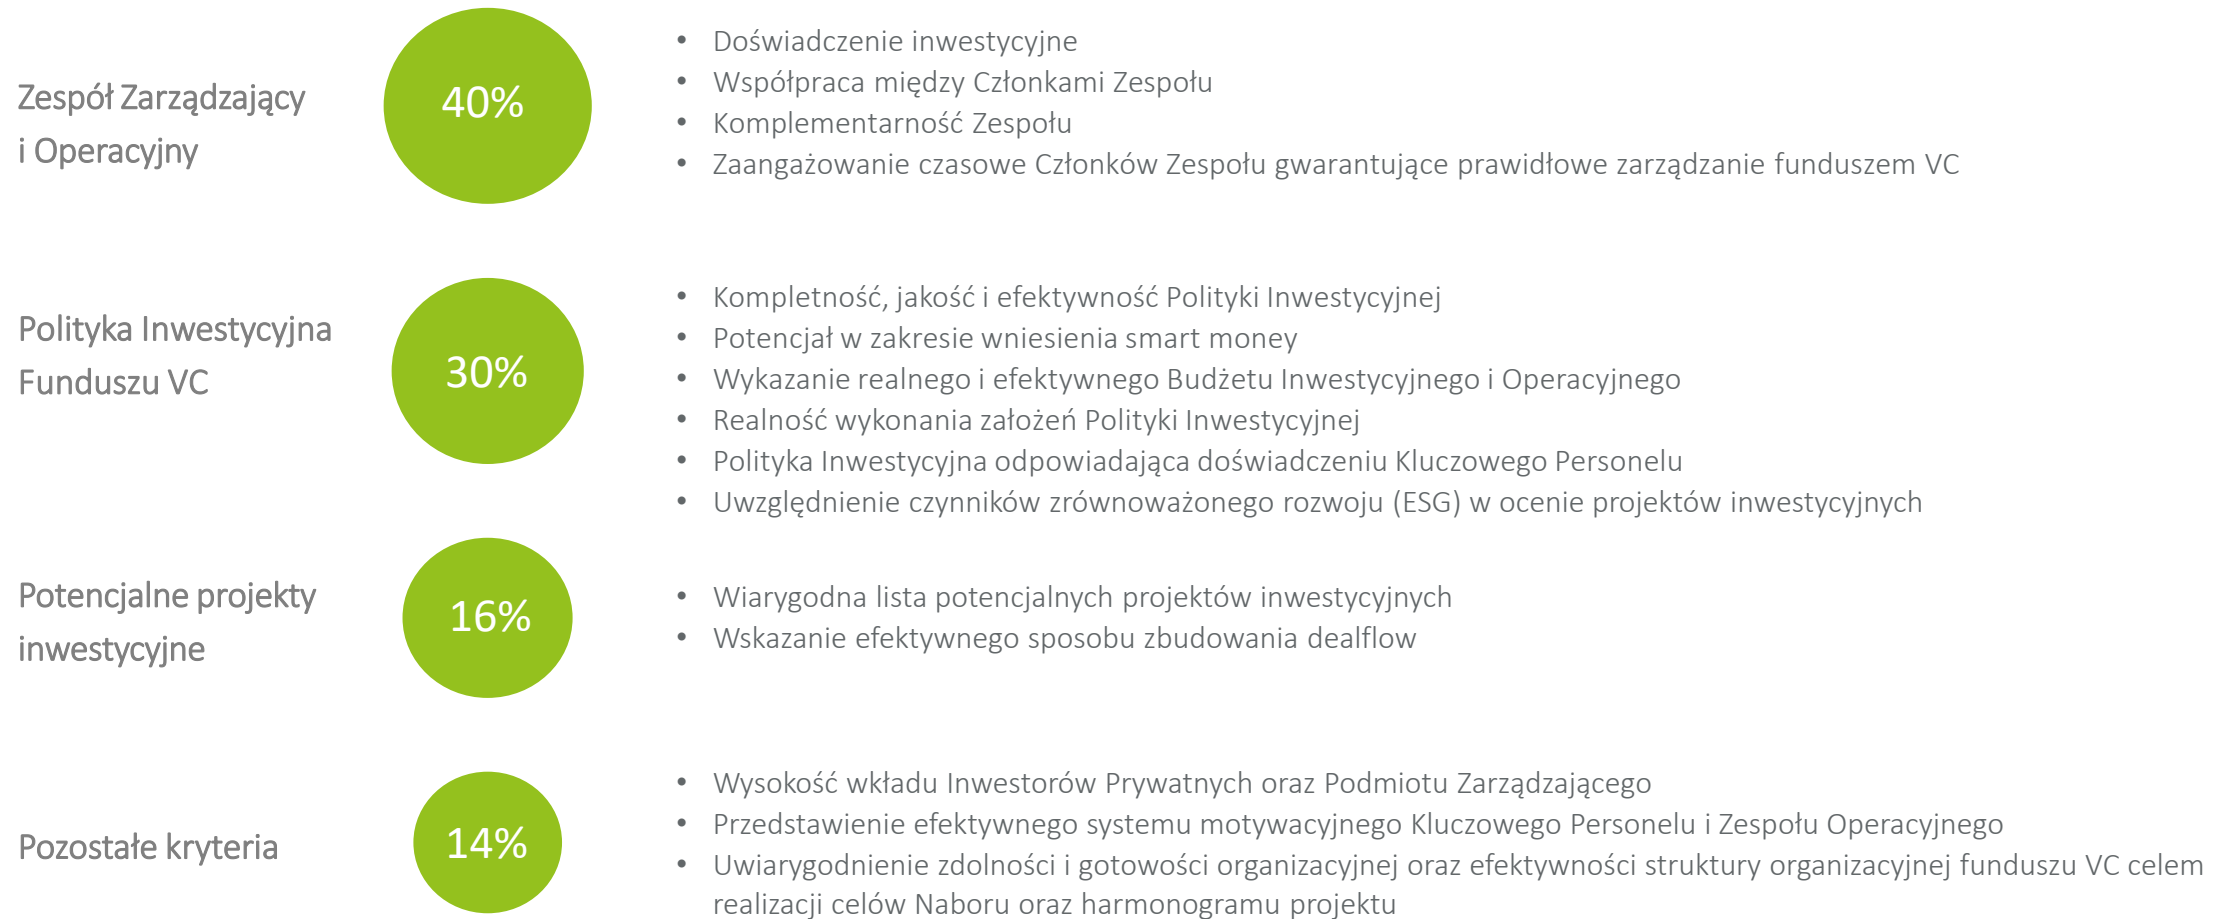 Zespół Zarządzający
i Operacyjny
40%
• Doświadczenie inwestycyjne
• Współpraca między Członkami Zespołu
• Komplementarność Zespołu
• Zaangażowanie czasowe Członków Zespołu gwarantujące prawidłowe zarządzanie funduszem VC
Polityka Inwestycyjna
Funduszu VC
30%
• Kompletność, jakość i efektywność Polityki Inwestycyjnej
• Potencjał w zakresie wniesienia smart money
• Wykazanie realnego i efektywnego Budżetu Inwestycyjnego i Operacyjnego
• Realność wykonania założeń Polityki Inwestycyjnej
• Polityka Inwestycyjna odpowiadająca doświadczeniu Kluczowego Personelu
• Uwzględnienie czynników zrównoważonego rozwoju (ESG) w ocenie projektów inwestycyjnych
Potencjalne projekty
inwestycyjne
16%
• Wiarygodna lista potencjalnych projektów inwestycyjnych
• Wskazanie efektywnego sposobu zbudowania dealflow
Pozostałe kryteria
14%
• Wysokość wkładu Inwestorów Prywatnych oraz Podmiotu Zarządzającego
• Przedstawienie efektywnego systemu motywacyjnego Kluczowego Personelu i Zespołu Operacyjnego
• Uwiarygodnienie zdolności i gotowości organizacyjnej oraz efektywności struktury organizacyjnej funduszu VC celem
realizacji celów Naboru oraz harmonogramu projektu